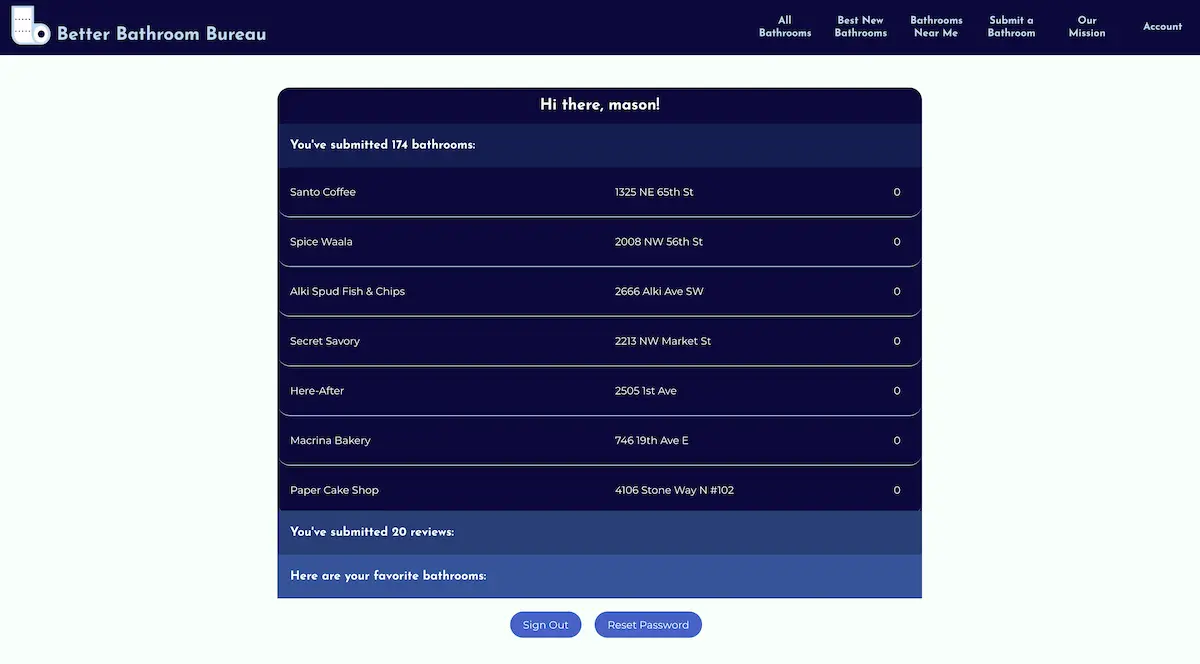 Better Bathroom Bureau
All Bathrooms
Best New Bathrooms
Bathrooms Near Me
Submit a Bathroom
Our Mission
Account
Hi there, mason!
You've submitted 174 bathrooms:
Santo Coffee 1325 NE 65th St 0
Spice Waala 2008 NW 56th St 0
Alki Spud Fish & Chips 2666 Alki Ave SW 0
Secret Savory 2213 NW Market St 0
Here-After 2505 1st Ave 0
Macrina Bakery 746 19th Ave E 0
Paper Cake Shop 4106 Stone Way N #102 0
You've submitted 20 reviews:
Here are your favorite bathrooms:
Sign Out Reset Password